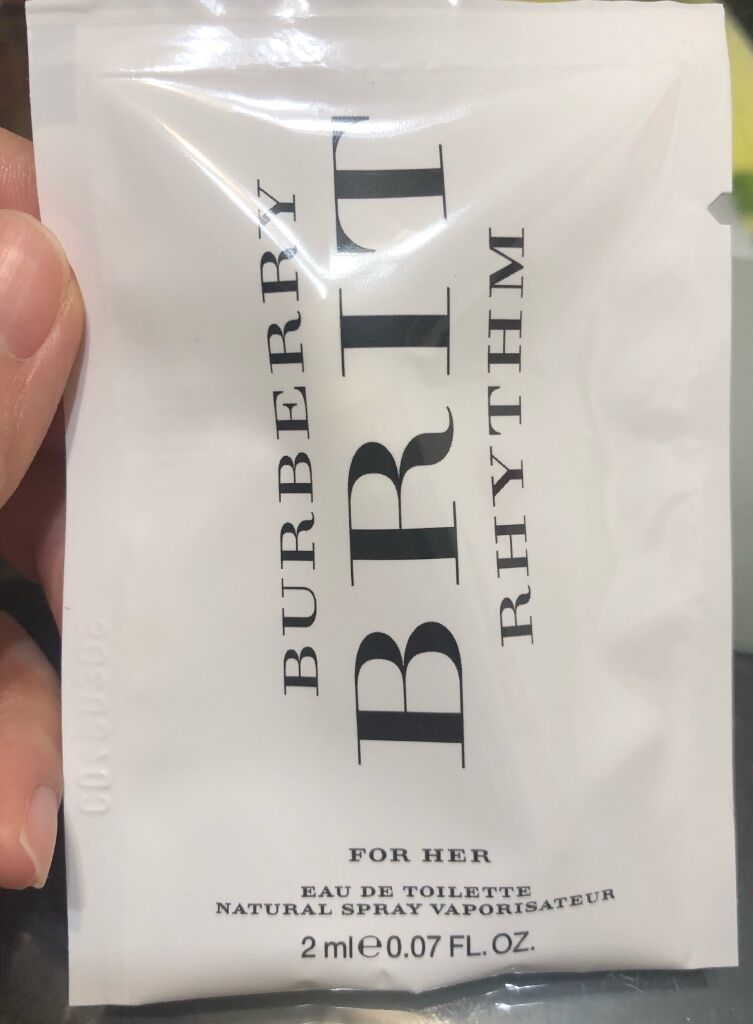 BURBERRY
BRIT
RHYTHM
FOR HER
EAU DE TOILETTE
NATURAL SPRAY VAPORISATEUR
2 ml℮0.07 FL. OZ.